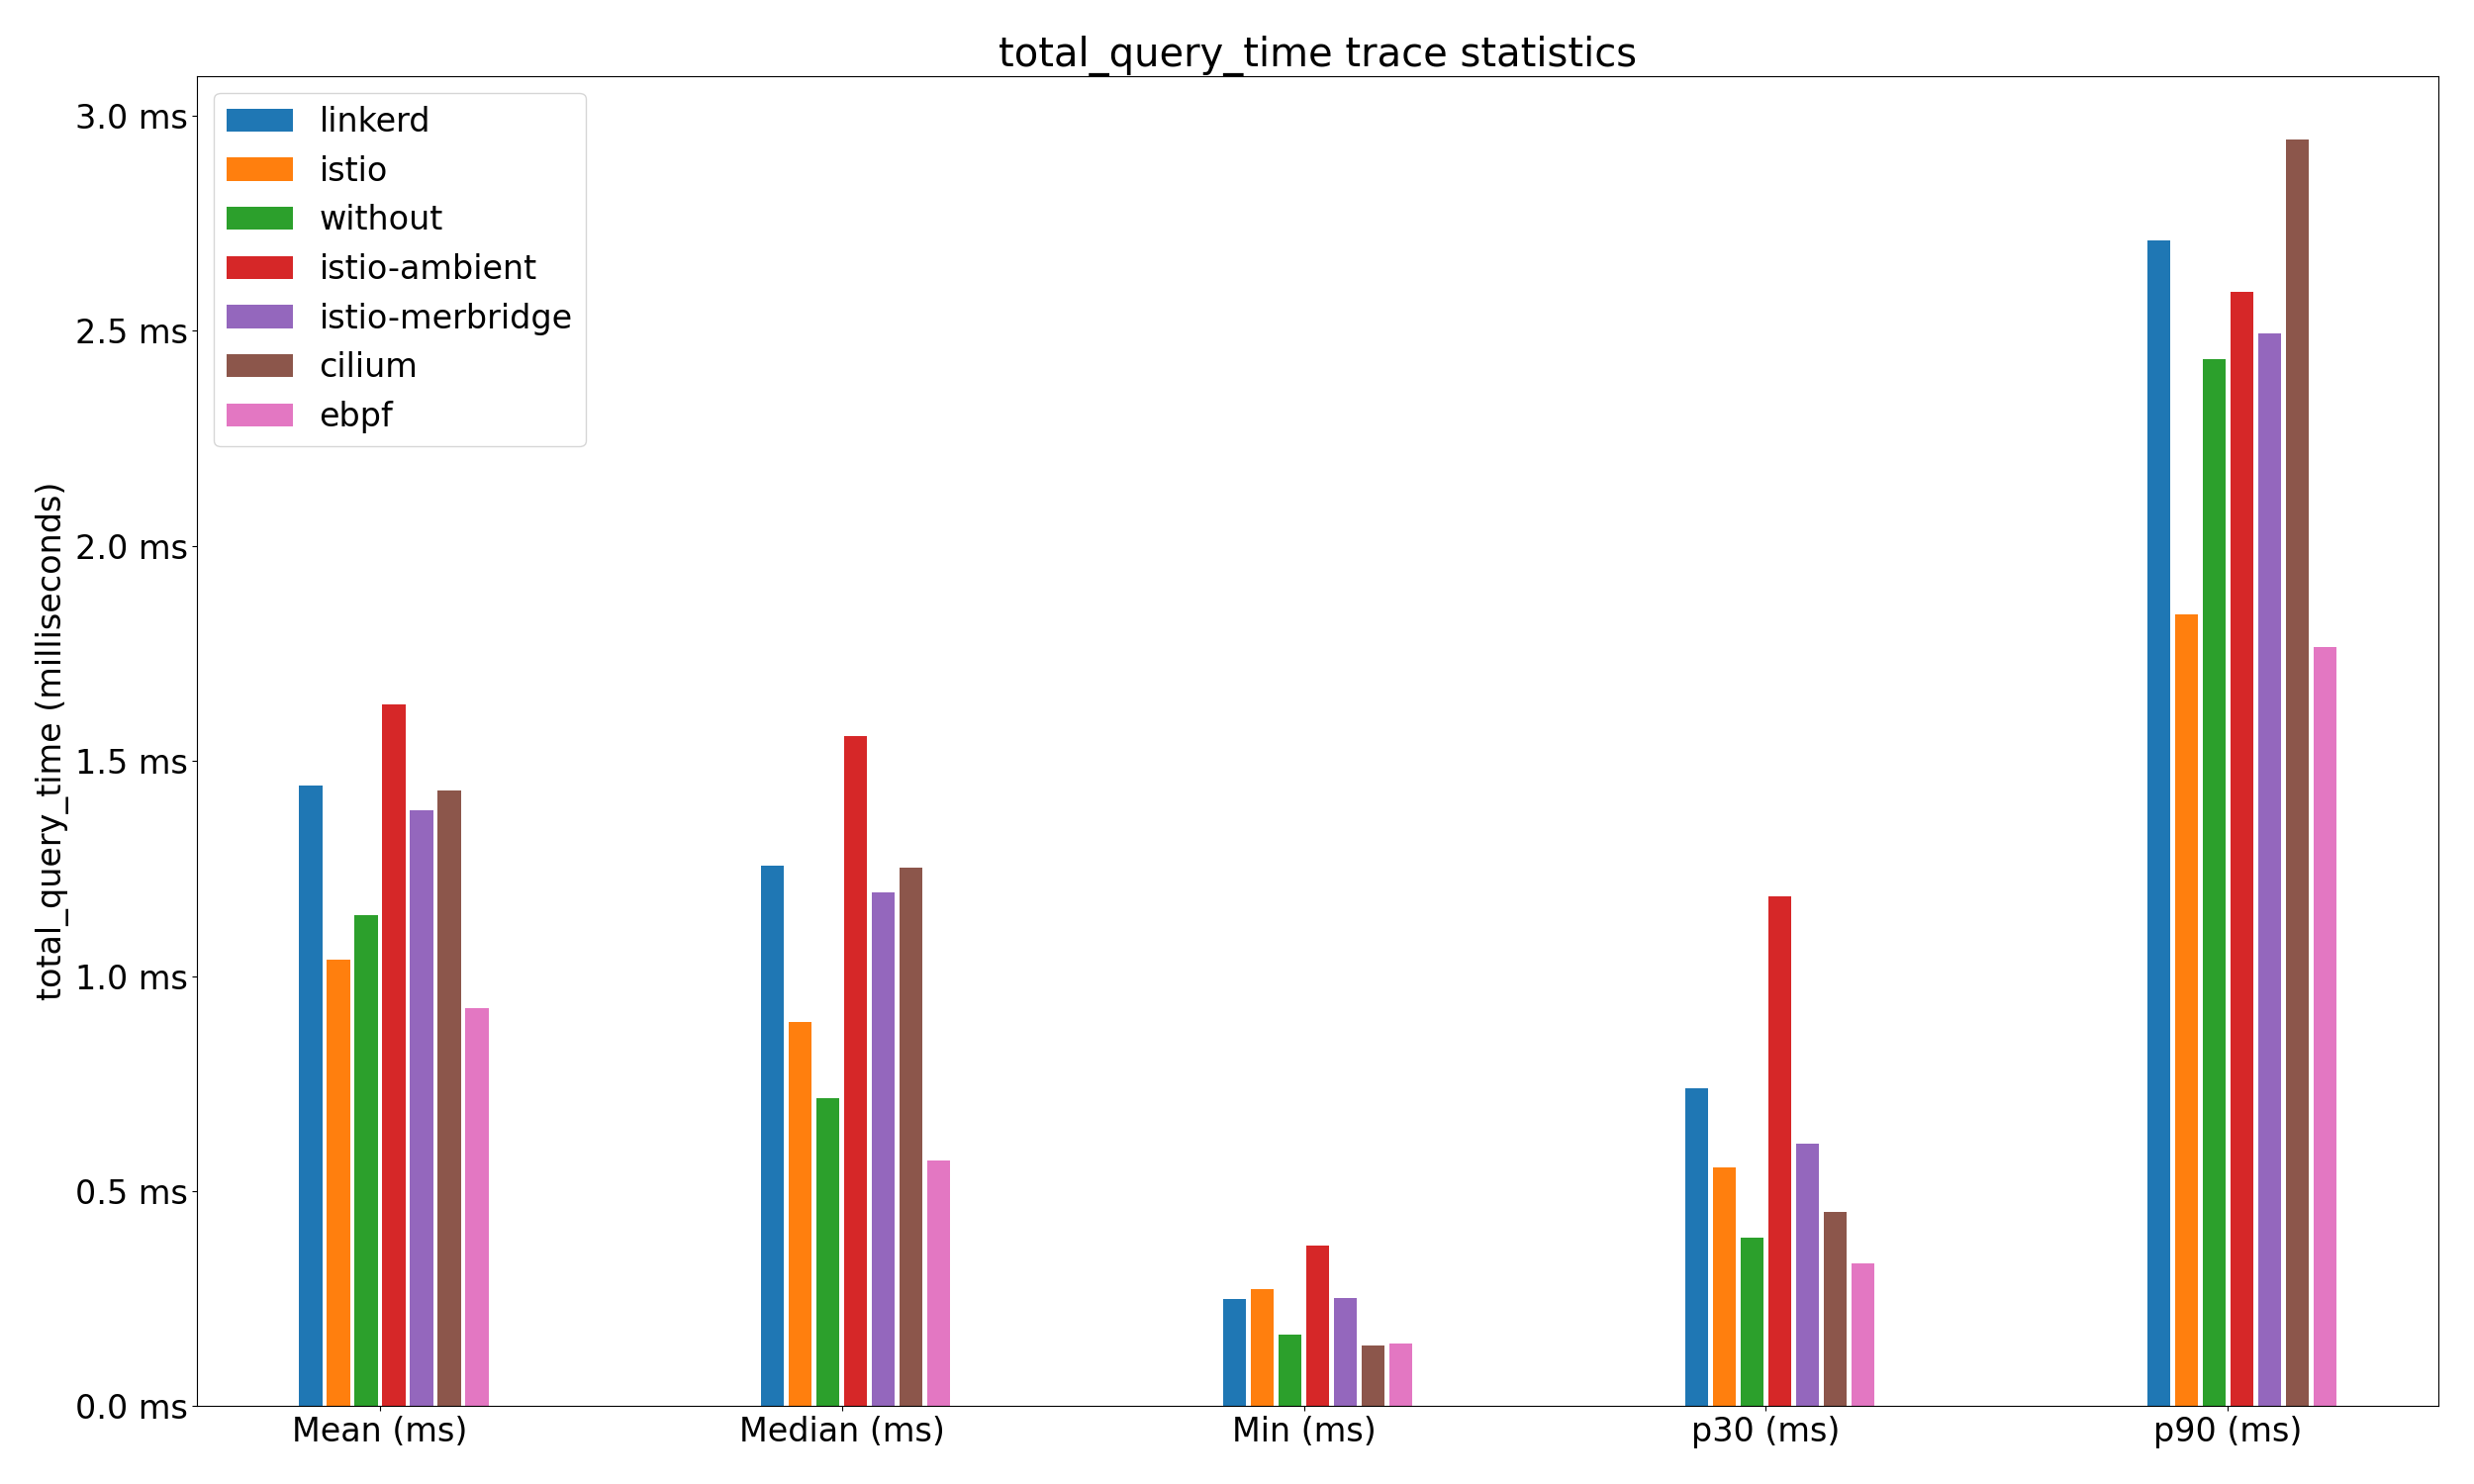 total_query_time trace statistics
3.0 ms
2.5 ms
2.0 ms
1.5 ms
1.0 ms
0.5 ms
0.0 ms
total_query_time (milliseconds)
linkerd
istio
without
istio-ambient
istio-merbridge
cilium
ebpf
Mean (ms)
Median (ms)
Min (ms)
p30 (ms)
p90 (ms)